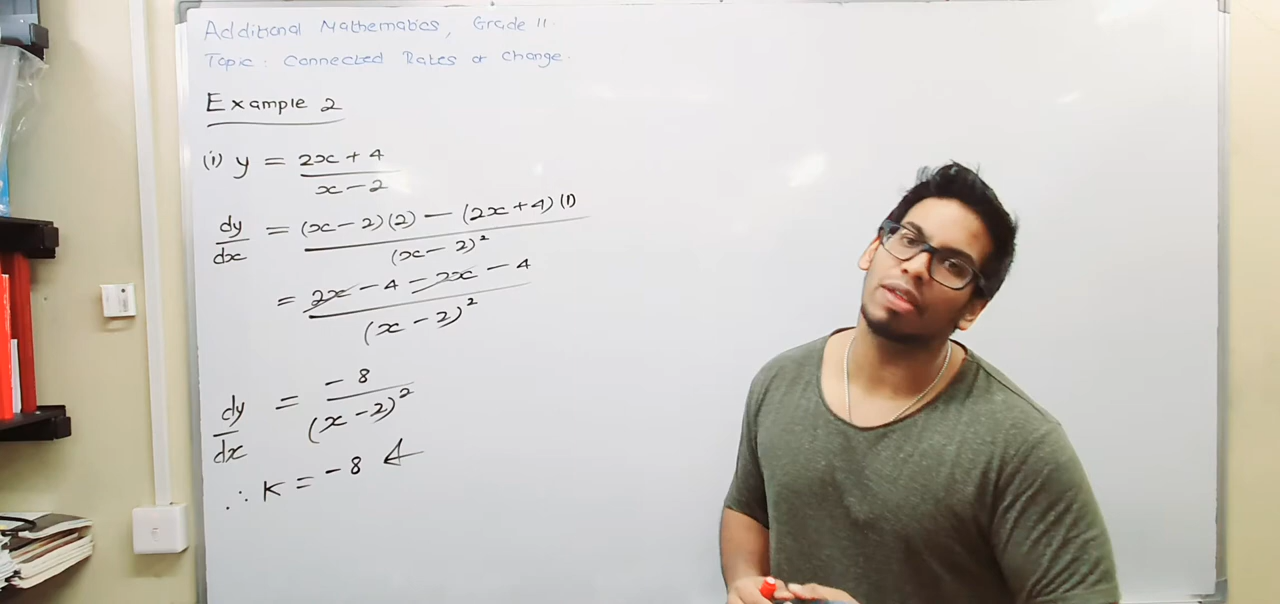 Additional Mathematics, Grade 11.
Topic: Connected Rates of Change.
Example 2
(i) y = 2x + 4 / x - 2
dy/dx = (x - 2)(2) - (2x + 4)(1) / (x - 2)²
= 2x - 4 - 2x - 4 / (x - 2)²
dy/dx = -8 / (x - 2)²
∴ K = -8